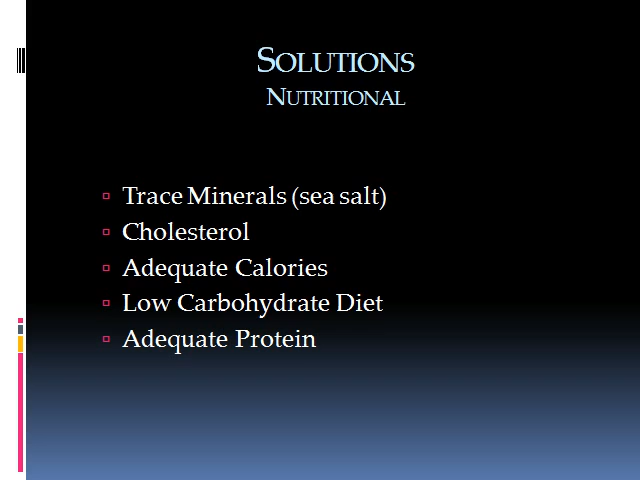 SOLUTIONS
NUTRITIONAL
Trace Minerals (sea salt)
Cholesterol
Adequate Calories
Low Carbohydrate Diet
Adequate Protein